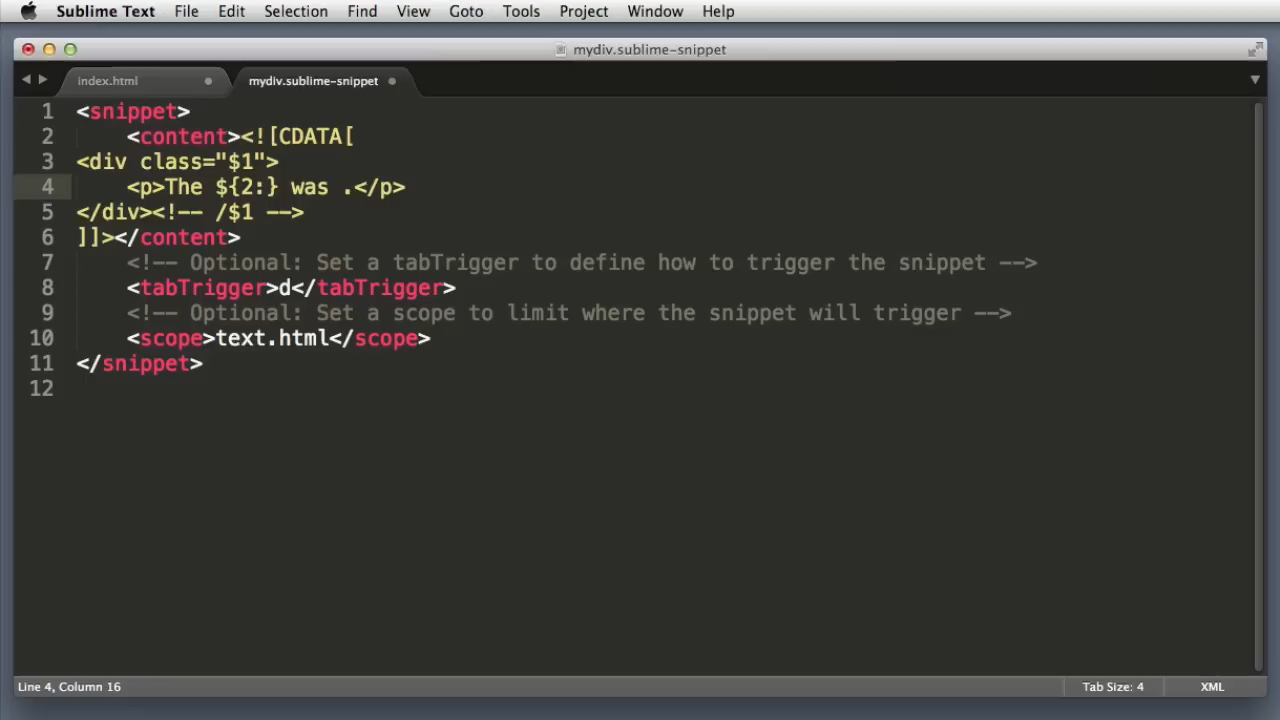 Sublime Text File Edit Selection Find View Goto Tools Project Window Help
mydiv.sublime-snippet
index.html mydiv.sublime-snippet
1 <snippet>
2 <content><![CDATA[
3 <div class="$1">
4 <p>The ${2:} was .</p>
5 </div><!-- /$1 -->
6 ]]></content>
7 <!-- Optional: Set a tabTrigger to define how to trigger the snippet -->
8 <tabTrigger>d</tabTrigger>
9 <!-- Optional: Set a scope to limit where the snippet will trigger -->
10 <scope>text.html</scope>
11 </snippet>
12
Line 4, Column 16 Tab Size: 4 XML